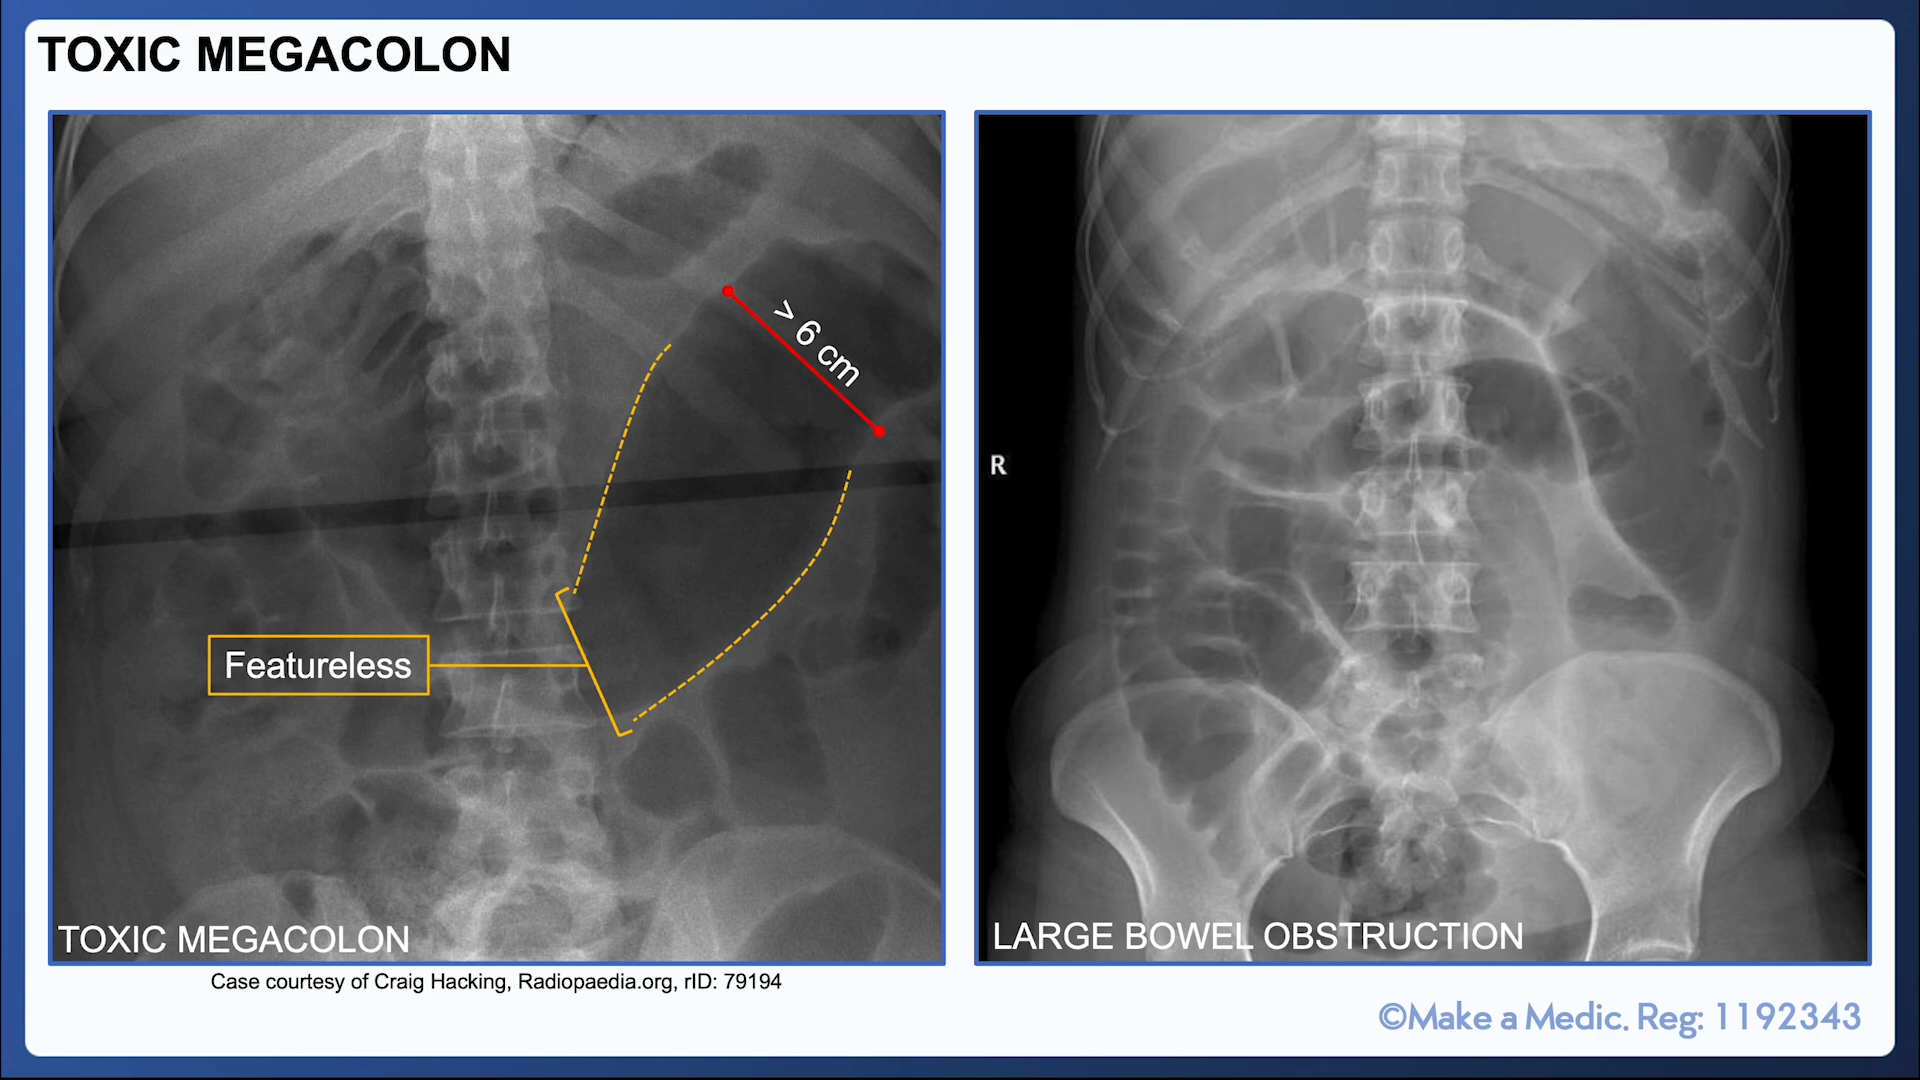 TOXIC MEGACOLON
> 6 cm
Featureless
TOXIC MEGACOLON
R
LARGE BOWEL OBSTRUCTION
Case courtesy of Craig Hacking, Radiopaedia.org, rID: 79194
©Make a Medic. Reg: 1192343